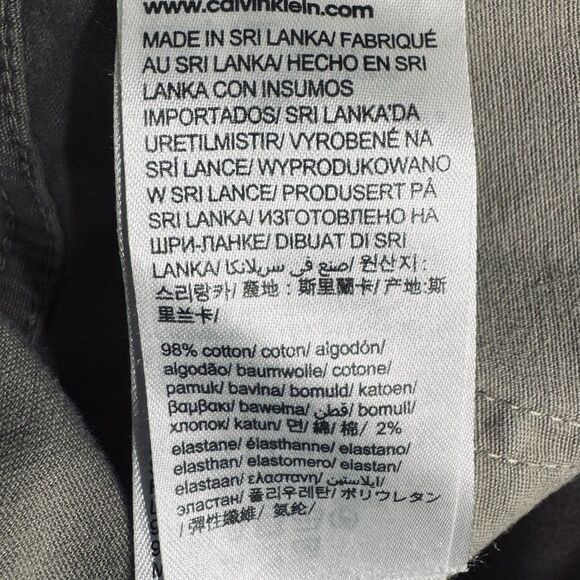 www.calvinklein.com
MADE IN SRI LANKA/ FABRIQUÉ
AU SRI LANKA/ HECHO EN SRI
LANKA CON INSUMOS
IMPORTADOS/ SRI LANKA'DA
URETILMISTIR/ VYROBENÉ NA
SRÍ LANCE/ WYPRODUKOWANO
W SRI LANCE/ PRODUSERT PÅ
SRI LANKA/ ИЗГОТОВЛЕНО НА
ШРИ-ЛАНКЕ/ DIBUAT DI SRI
LANKA/ صنع في سريلانكا/ 원산지 :
스리랑카/ 產地 : 斯里蘭卡/ 产地:斯
里兰卡/
98% cotton/ coton/ algodón/
algodão/ baumwolle/ cotone/
pamuk/ bavlna/ bomuld/ katoen/
βαμβακι/ bawełna/ قطن/ bomull/
хлопок/ katun/ 면/ 綿/ 棉/ 2%
elastane/ élasthanne/ elastano/
elasthan/ elastomero/ elastan/
elastaan/ ελαστανη/ ايلاستين/
эластан/ 폴리우레탄/ ポリウレタン
/ 彈性纖維/ 氨纶/